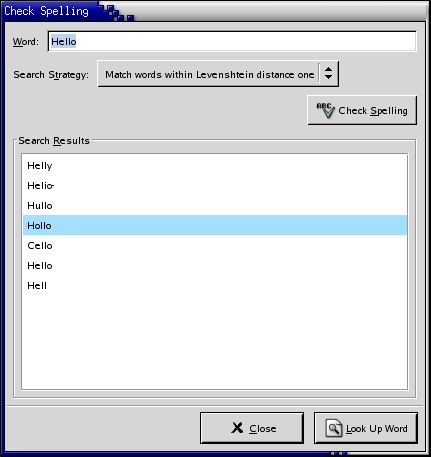 Check Spelling
Word: Hello
Search Strategy: Match words within Levenshtein distance one
ABC Check Spelling
Search Results
Helly
Helio-
Hullo
Hollo
Cello
Hello
Hell
Close Look Up Word